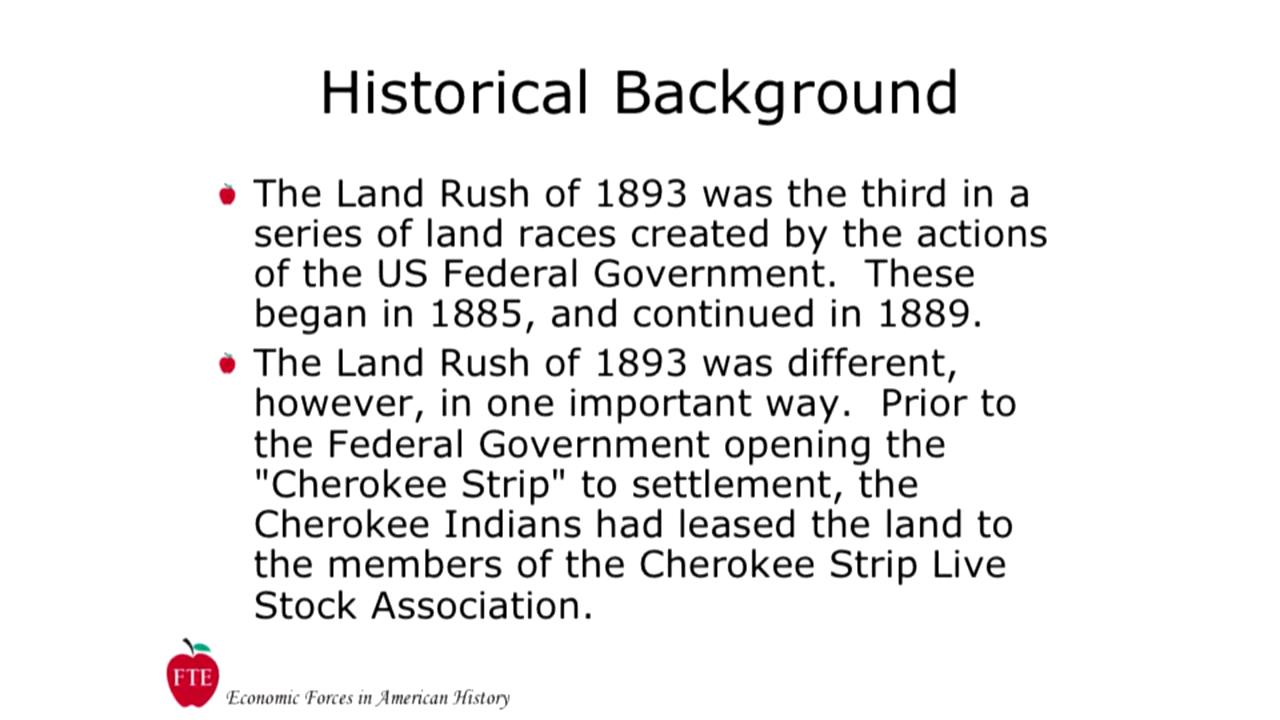 Historical Background
The Land Rush of 1893 was the third in a
series of land races created by the actions
of the US Federal Government.  These
began in 1885, and continued in 1889.
The Land Rush of 1893 was different,
however, in one important way.  Prior to
the Federal Government opening the
"Cherokee Strip" to settlement, the
Cherokee Indians had leased the land to
the members of the Cherokee Strip Live
Stock Association.
FTE
Economic Forces in American History